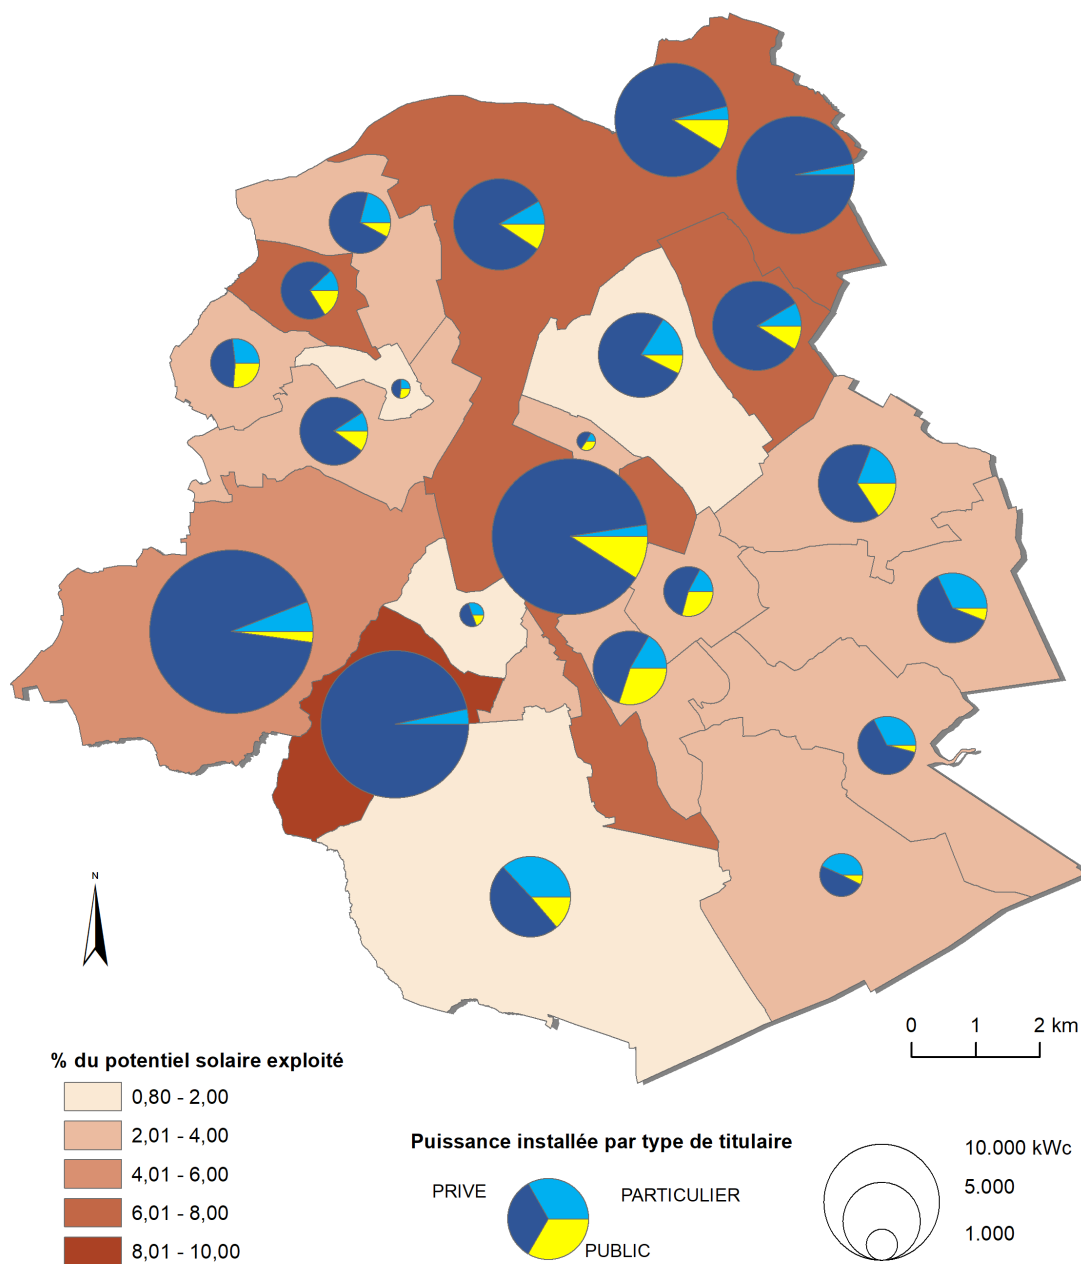 N
0 1 2 km
% du potentiel solaire exploité
0,80 - 2,00
2,01 - 4,00
4,01 - 6,00
6,01 - 8,00
8,01 - 10,00
Puissance installée par type de titulaire
PRIVE
PARTICULIER
PUBLIC
10.000 kWc
5.000
1.000